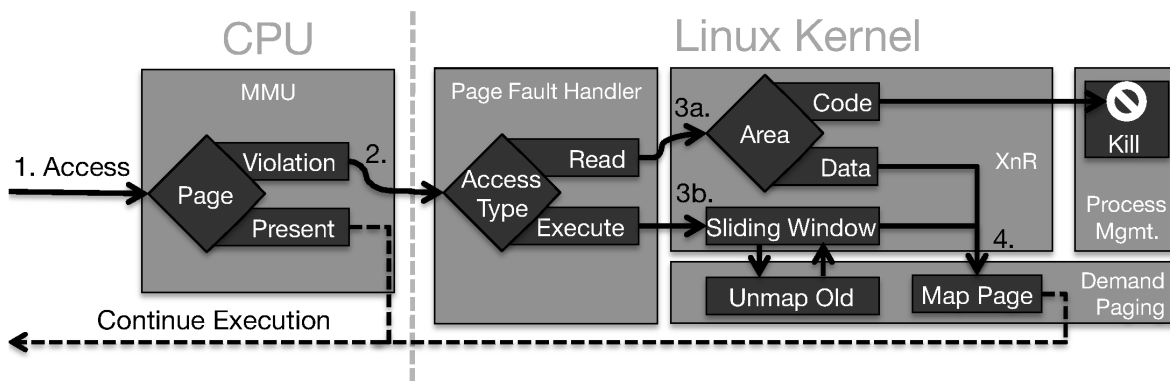 CPU
Linux Kernel
MMU
Page Fault Handler
1. Access
Page
Violation
Present
2.
Access
Type
Read
Execute
3a.
3b.
Area
Code
Data
XnR
Sliding Window
4.
Unmap Old
Map Page
Demand
Paging
Kill
Process
Mgmt.
Continue Execution